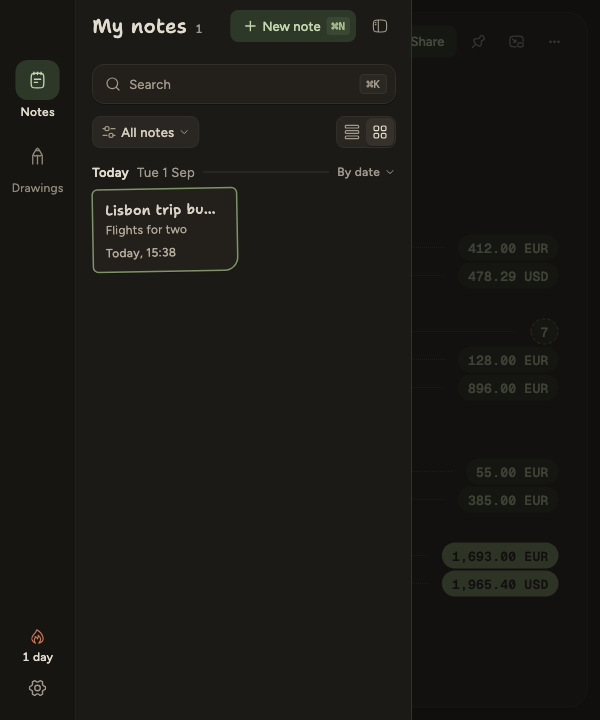 My notes 1
+ New note ⌘N
Share
Search ⌘K
Notes
All notes
Drawings
Today Tue 1 Sep By date
Lisbon trip bu...
Flights for two
Today, 15:38
412.00 EUR
478.29 USD
7
128.00 EUR
896.00 EUR
55.00 EUR
385.00 EUR
1,693.00 EUR
1,965.40 USD
1 day